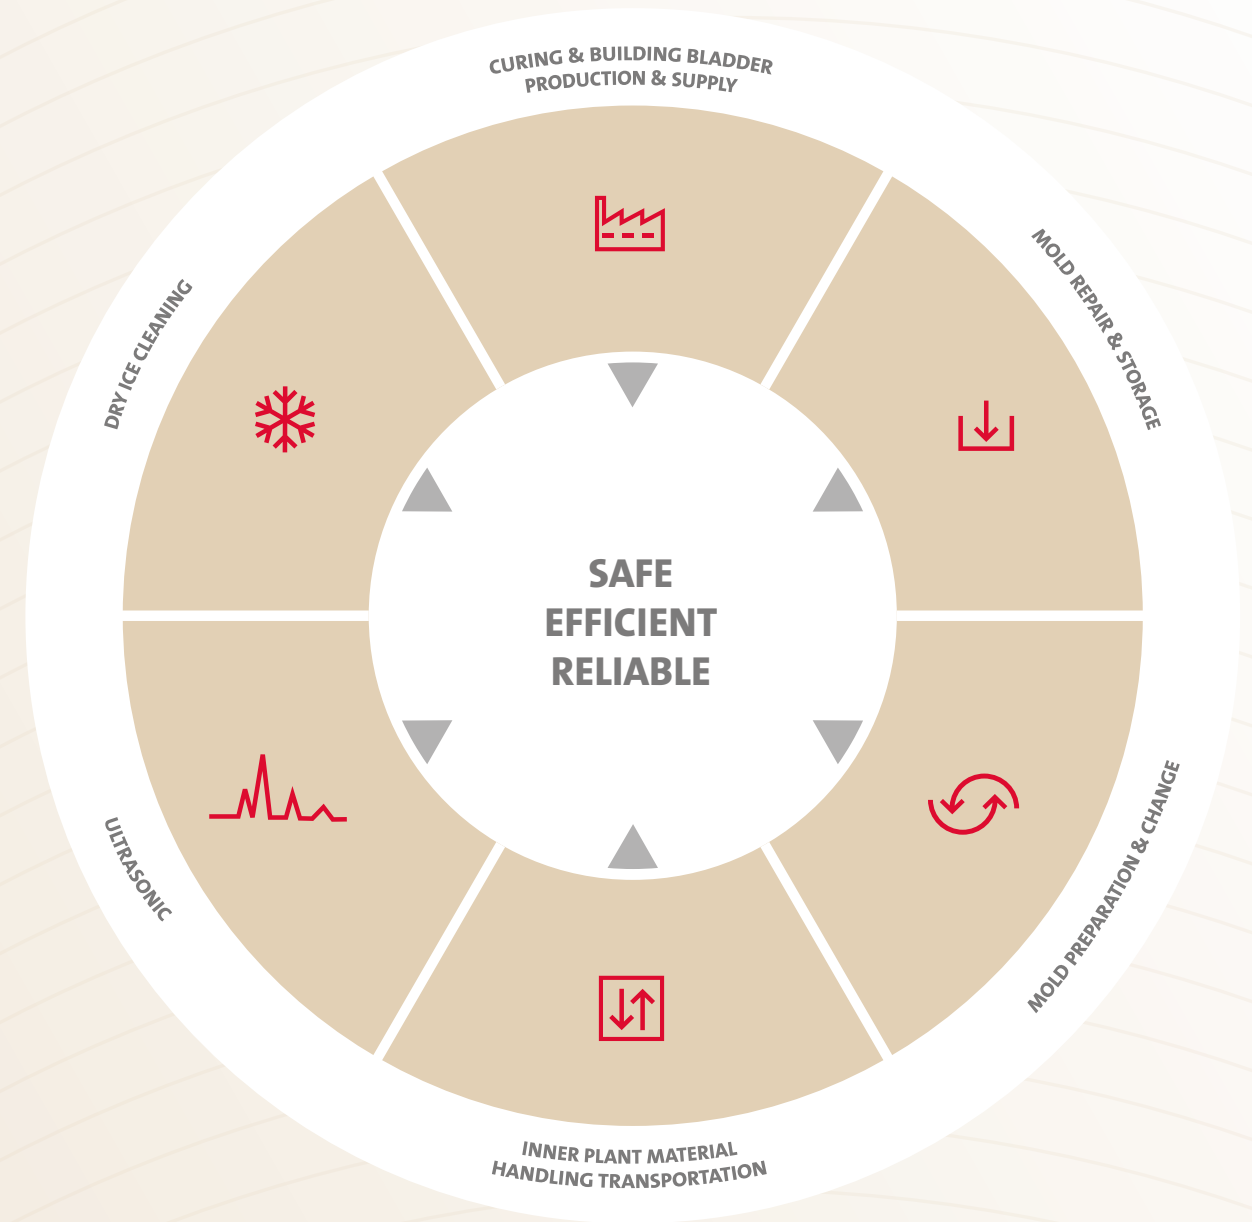 CURING & BUILDING BLADDER
PRODUCTION & SUPPLY
MOLD REPAIR & STORAGE
MOLD PREPARATION & CHANGE
INNER PLANT MATERIAL
HANDLING TRANSPORTATION
ULTRASONIC
DRY ICE CLEANING
SAFE
EFFICIENT
RELIABLE